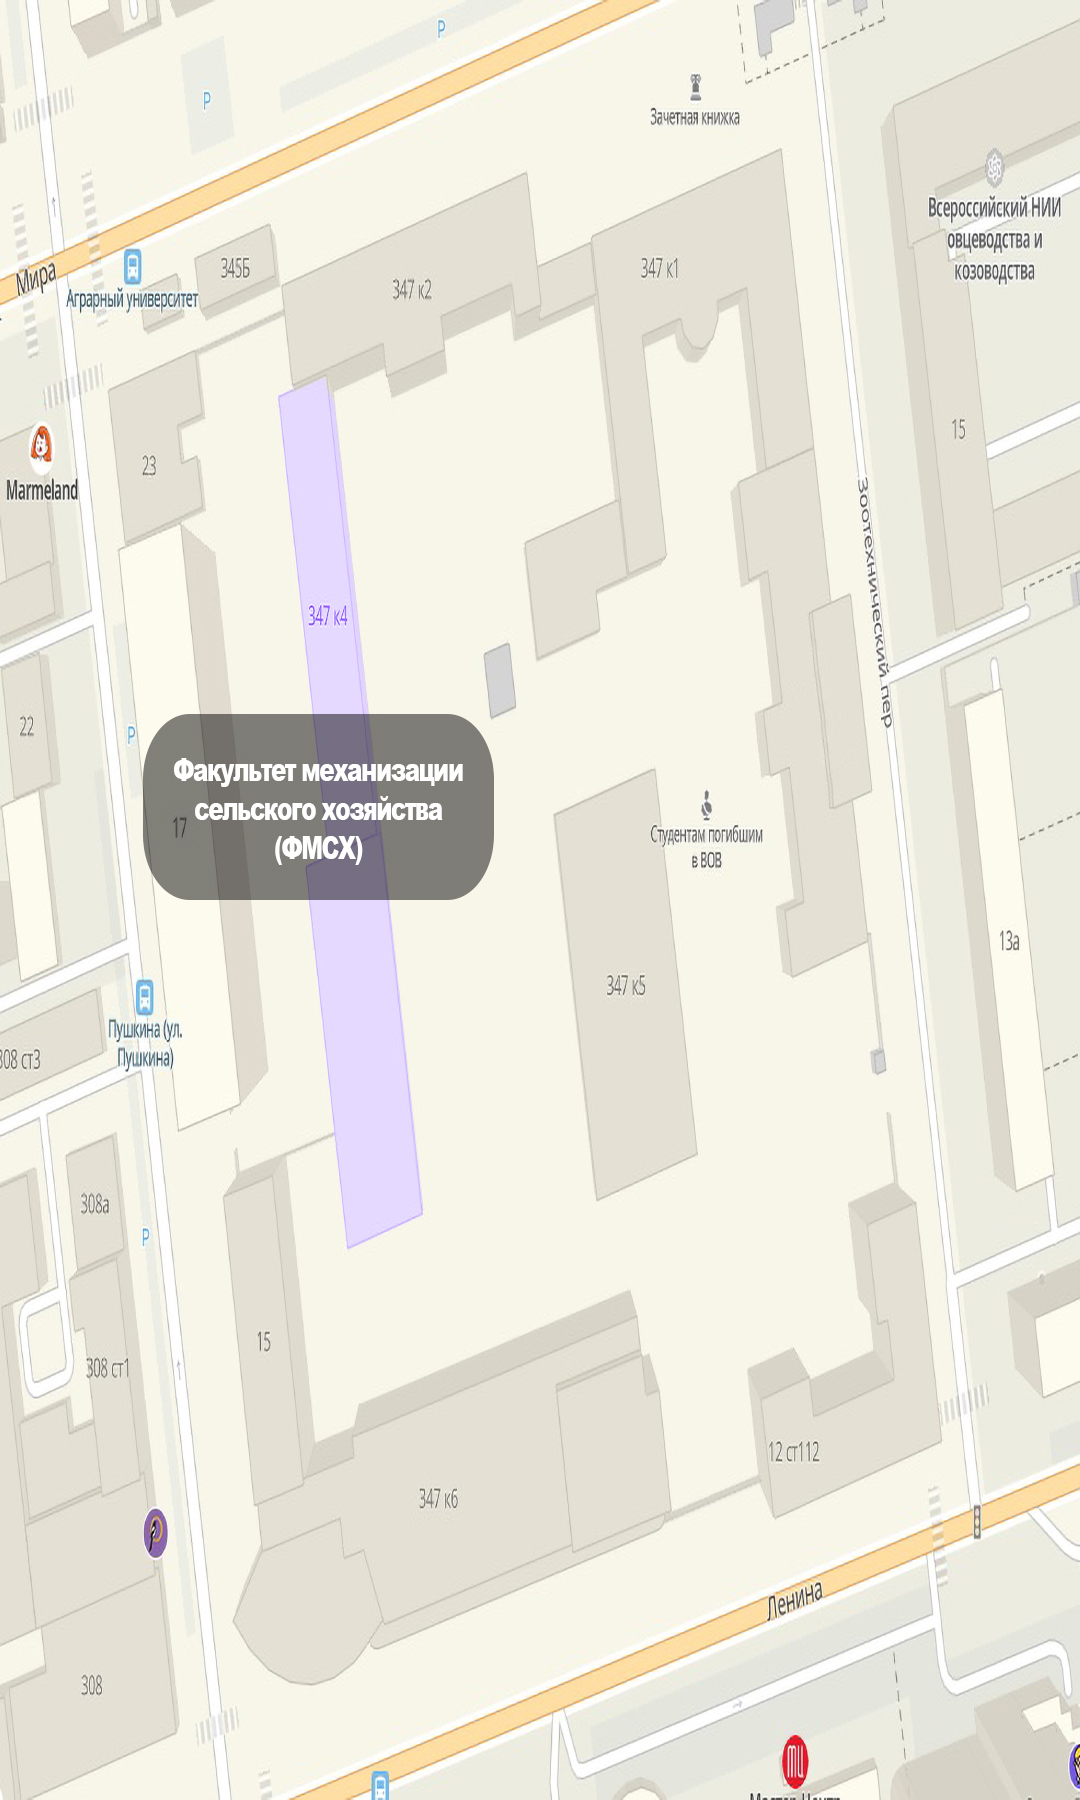 P
P
Зачетная книжка
Всероссийский НИИ
овцеводства и
козоводства
Мира
Аграрный университет
345Б
347 к2
347 к1
15
23
Marmeland
Зоотехнический пер
347 к4
22
P
Факультет механизации
сельского хозяйства
(ФМСХ)
17
Студентам погибшим
в ВОВ
13а
347 к5
Пушкина (ул.
Пушкина)
308 ст3
308а
P
15
308 ст1
12 ст112
347 к6
Ленина
308